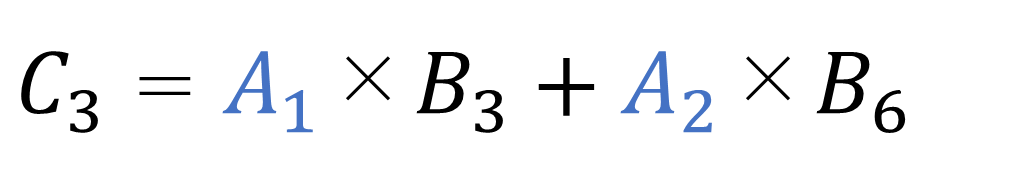 C₃ = A₁ × B₃ + A₂ × B₆